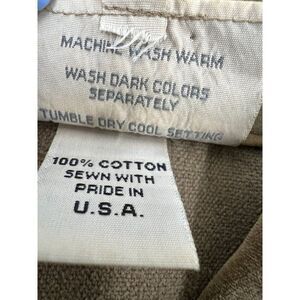 MACHINE WASH WARM
WASH DARK COLORS
SEPARATELY
TUMBLE DRY COOL SETTING
100% COTTON
SEWN WITH
PRIDE IN
U.S.A.